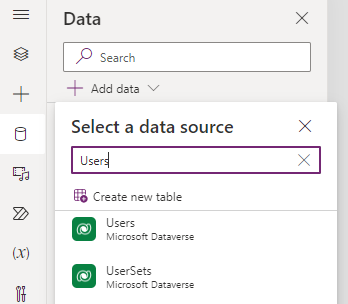 Data
Search
Add data
Select a data source
Users
Create new table
Users
Microsoft Dataverse
UserSets
Microsoft Dataverse
(x)